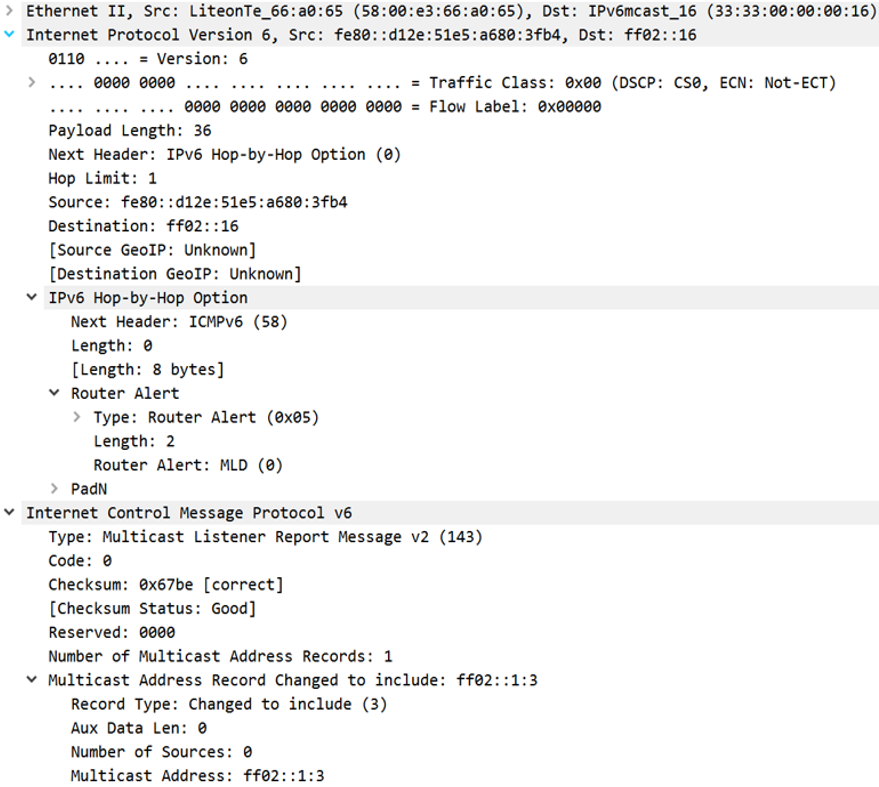 Ethernet II, Src: LiteonTe_66:a0:65 (58:00:e3:66:a0:65), Dst: IPv6mcast_16 (33:33:00:00:00:16)
Internet Protocol Version 6, Src: fe80::d12e:51e5:a680:3fb4, Dst: ff02::16
0110 .... = Version: 6
.... 0000 0000 .... .... .... .... .... = Traffic Class: 0x00 (DSCP: CS0, ECN: Not-ECT)
.... .... .... 0000 0000 0000 0000 0000 = Flow Label: 0x00000
Payload Length: 36
Next Header: IPv6 Hop-by-Hop Option (0)
Hop Limit: 1
Source: fe80::d12e:51e5:a680:3fb4
Destination: ff02::16
[Source GeoIP: Unknown]
[Destination GeoIP: Unknown]
IPv6 Hop-by-Hop Option
Next Header: ICMPv6 (58)
Length: 0
[Length: 8 bytes]
Router Alert
Type: Router Alert (0x05)
Length: 2
Router Alert: MLD (0)
PadN
Internet Control Message Protocol v6
Type: Multicast Listener Report Message v2 (143)
Code: 0
Checksum: 0x67be [correct]
[Checksum Status: Good]
Reserved: 0000
Number of Multicast Address Records: 1
Multicast Address Record Changed to include: ff02::1:3
Record Type: Changed to include (3)
Aux Data Len: 0
Number of Sources: 0
Multicast Address: ff02::1:3